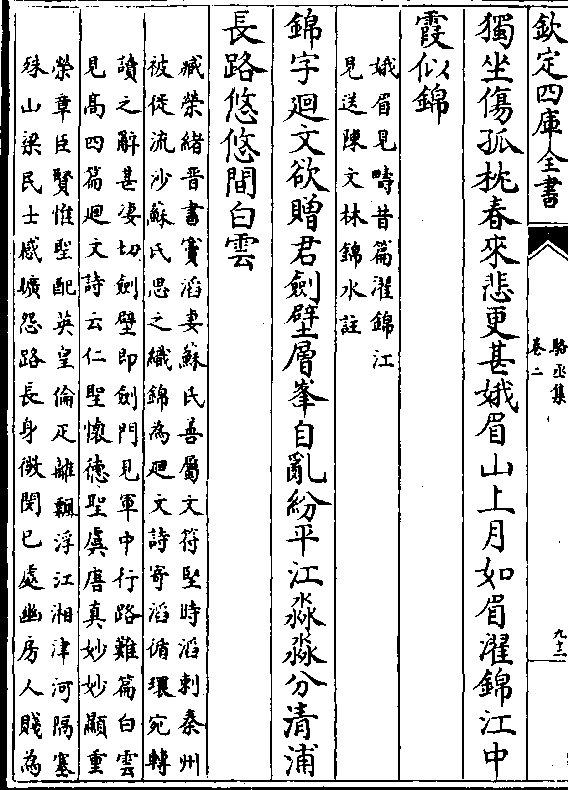 欽定四庫全書
駱丞集
卷二
九十二
獨坐傷孤枕春來悲更甚娥眉山上月如眉濯錦江中
霞似錦
娥眉見疇昔篇濯錦江
見送陳文林錦水註
錦字迴文欲贈君劍壁層峯自亂紛平江淼淼分清浦
長路悠悠間白雲
臧榮緒晉書竇滔妻蘇氏善屬文符堅時滔刺秦州
被徙流沙蘇氏思之織錦為迴文詩寄滔循環宛轉
讀之辭甚凄切劍壁即劍門見軍中行路難篇白雲
見髙四篇迴文詩云仁聖懷德聖虞唐真妙妙顯重
榮章臣賢惟聖配英皇倫疋離飄浮江湘津河隔塞
殊山梁民士感嬪怨路長身微閔已處幽房人賤為